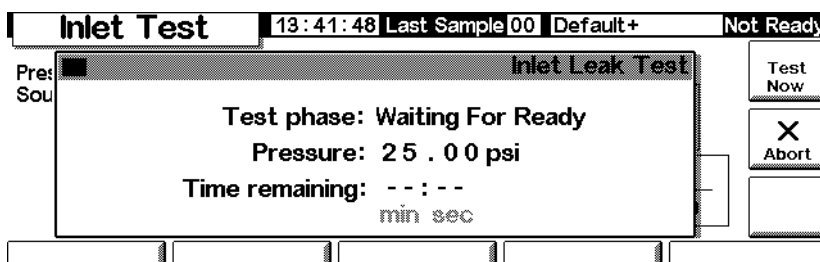 Inlet Test 13:41:48 Last Sample 00 Default+ Not Ready
Inlet Leak Test
Pres
Sou
Test phase: Waiting For Ready
Pressure: 25.00 psi
Time remaining: --:--
min sec
Test
Now
Abort